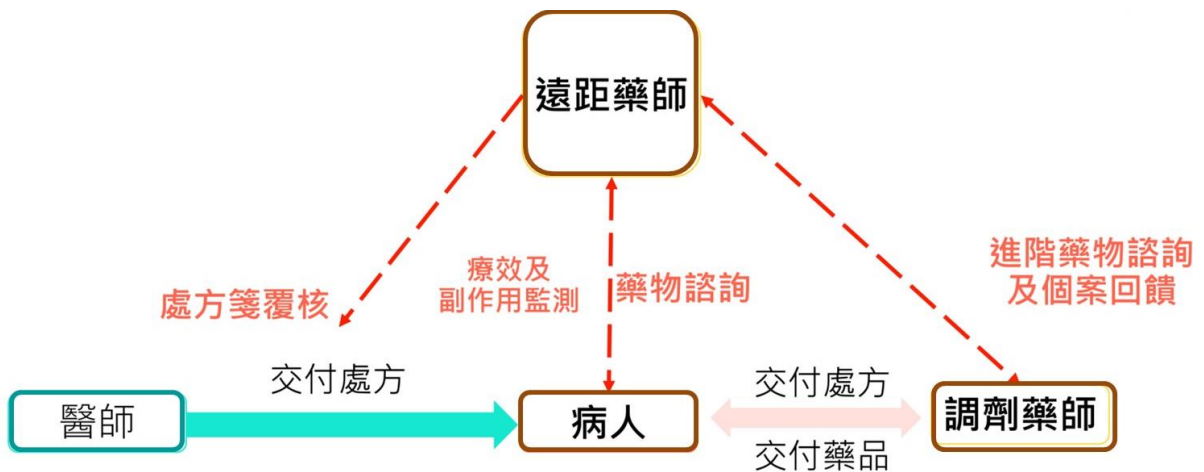 遠距藥師
處方箋覆核
療效及
副作用監測
藥物諮詢
進階藥物諮詢
及個案回饋
交付處方
交付處方
醫師
病人
調劑藥師
交付藥品